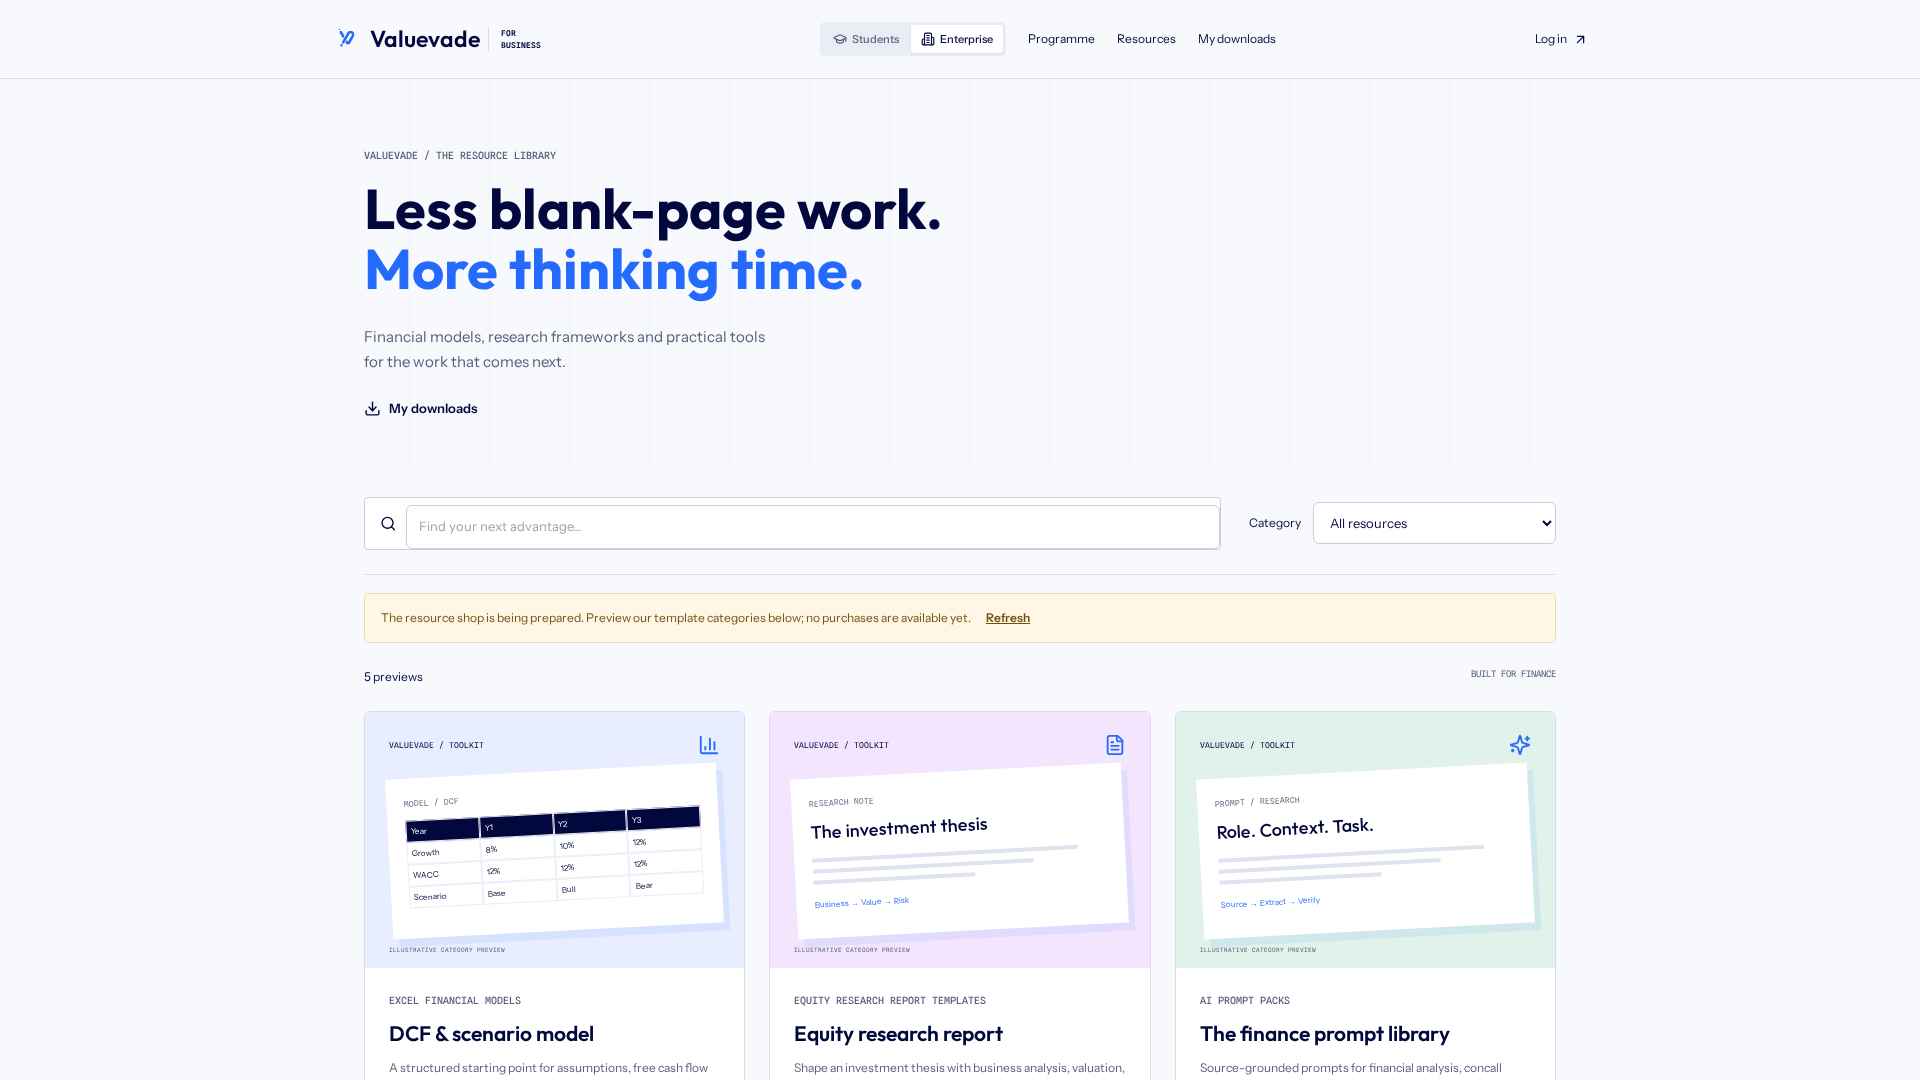 Valuevade
FOR
BUSINESS
Students
Enterprise
Programme
Resources
My downloads
Log in
VALUEVADE / THE RESOURCE LIBRARY
Less blank-page work.
More thinking time.
Financial models, research frameworks and practical tools
for the work that comes next.
My downloads
Find your next advantage...
Category
All resources
The resource shop is being prepared. Preview our template categories below; no purchases are available yet. Refresh
5 previews
BUILT FOR FINANCE
VALUEVADE / TOOLKIT
MODEL / DCF
Year Y1 Y2 Y3
Growth 8% 10% 12%
WACC 12% 12% 12%
Scenario Base Bull Bear
ILLUSTRATIVE CATEGORY PREVIEW
EXCEL FINANCIAL MODELS
DCF & scenario model
A structured starting point for assumptions, free cash flow
VALUEVADE / TOOLKIT
RESEARCH NOTE
The investment thesis
Business → Value → Risk
ILLUSTRATIVE CATEGORY PREVIEW
EQUITY RESEARCH REPORT TEMPLATES
Equity research report
Shape an investment thesis with business analysis, valuation,
VALUEVADE / TOOLKIT
PROMPT / RESEARCH
Role. Context. Task.
Source → Extract → Verify
ILLUSTRATIVE CATEGORY PREVIEW
AI PROMPT PACKS
The finance prompt library
Source-grounded prompts for financial analysis, concall